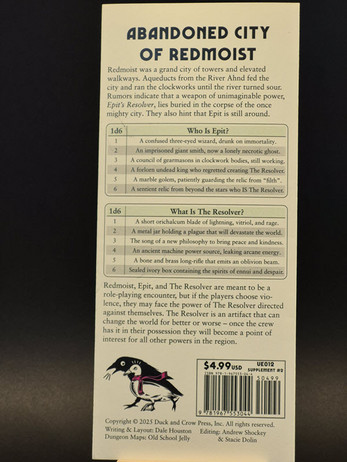 ABANDONED CITY
OF REDMOIST
Redmoist was a grand city of towers and elevated
walkways. Aqueducts from the River Ahnd fed the
city and ran the clockworks until the river turned sour.
Rumors indicate that a weapon of unimaginable power,
Epit's Resolver, lies buried in the corpse of the once
mighty city. They also hint that Epit is still around.
1d6 Who Is Epit?
1 A confused three-eyed wizard, drunk on immortality.
2 An imprisoned giant smith, now a lonely necrotic ghost.
3 A council of gearmasons in clockwork bodies, still working.
4 A forlorn undead king who regretted creating The Resolver.
5 A marble golem, patiently guarding the relic from "filth".
6 A sentient relic from beyond the stars who IS The Resolver.
1d6 What Is The Resolver?
1 A short orichalcum blade of lightning, vitriol, and rage.
2 A metal jar holding a plague that will devastate the world.
3 The song of a new philosophy to bring peace and kindness.
4 An ancient machine power source, leaking arcane energy.
5 A bone and brass long-rifle that emits an oblivion beam.
6 Sealed ivory box containing the spirits of ennui and despair.
Redmoist, Epit, and The Resolver are meant to be a
role-playing encounter, but if the players choose vio-
lence, they may face the power of The Resolver directed
against themselves. The Resolver is an artifact that can
change the world for better or worse – once the crew
has it in their possession they will become a point of
interest for all other powers in the region.
$4.99 USD
UE012
SUPPLEMENT #2
50499
9 781967 553044
Copyright © 2025 Duck and Crow Press, Inc. All rights reserved.
Writing & Layout: Dale Houston
Editing: Andrew Shockey
& Stacie Dolin
Dungeon Maps: Old School Jelly